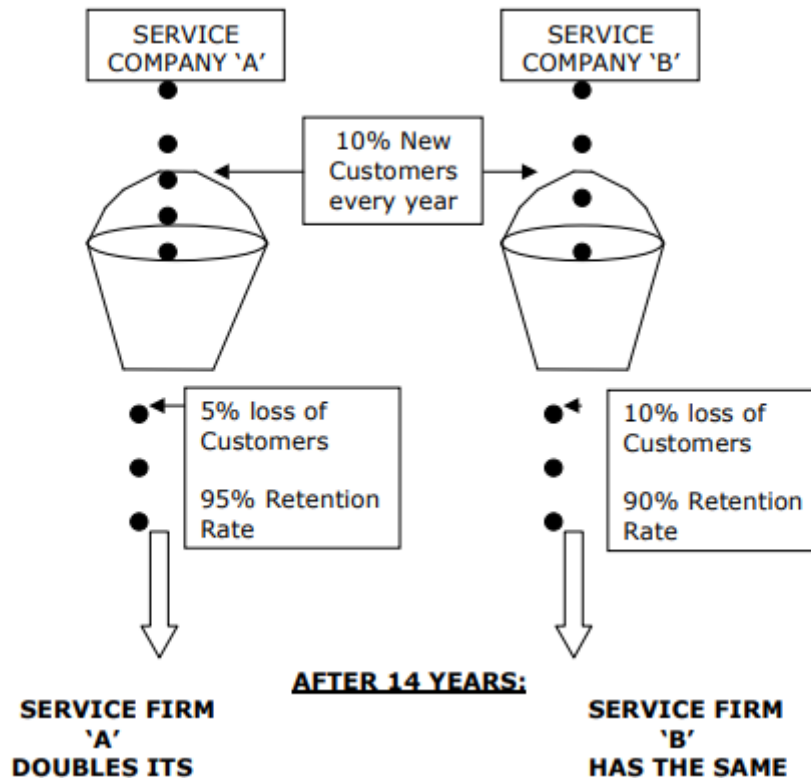 SERVICE
COMPANY ‘A’
SERVICE
COMPANY ‘B’
10% New
Customers
every year
5% loss of
Customers
95% Retention
Rate
10% loss of
Customers
90% Retention
Rate
AFTER 14 YEARS:
SERVICE FIRM
‘A’
DOUBLES ITS
SERVICE FIRM
‘B’
HAS THE SAME